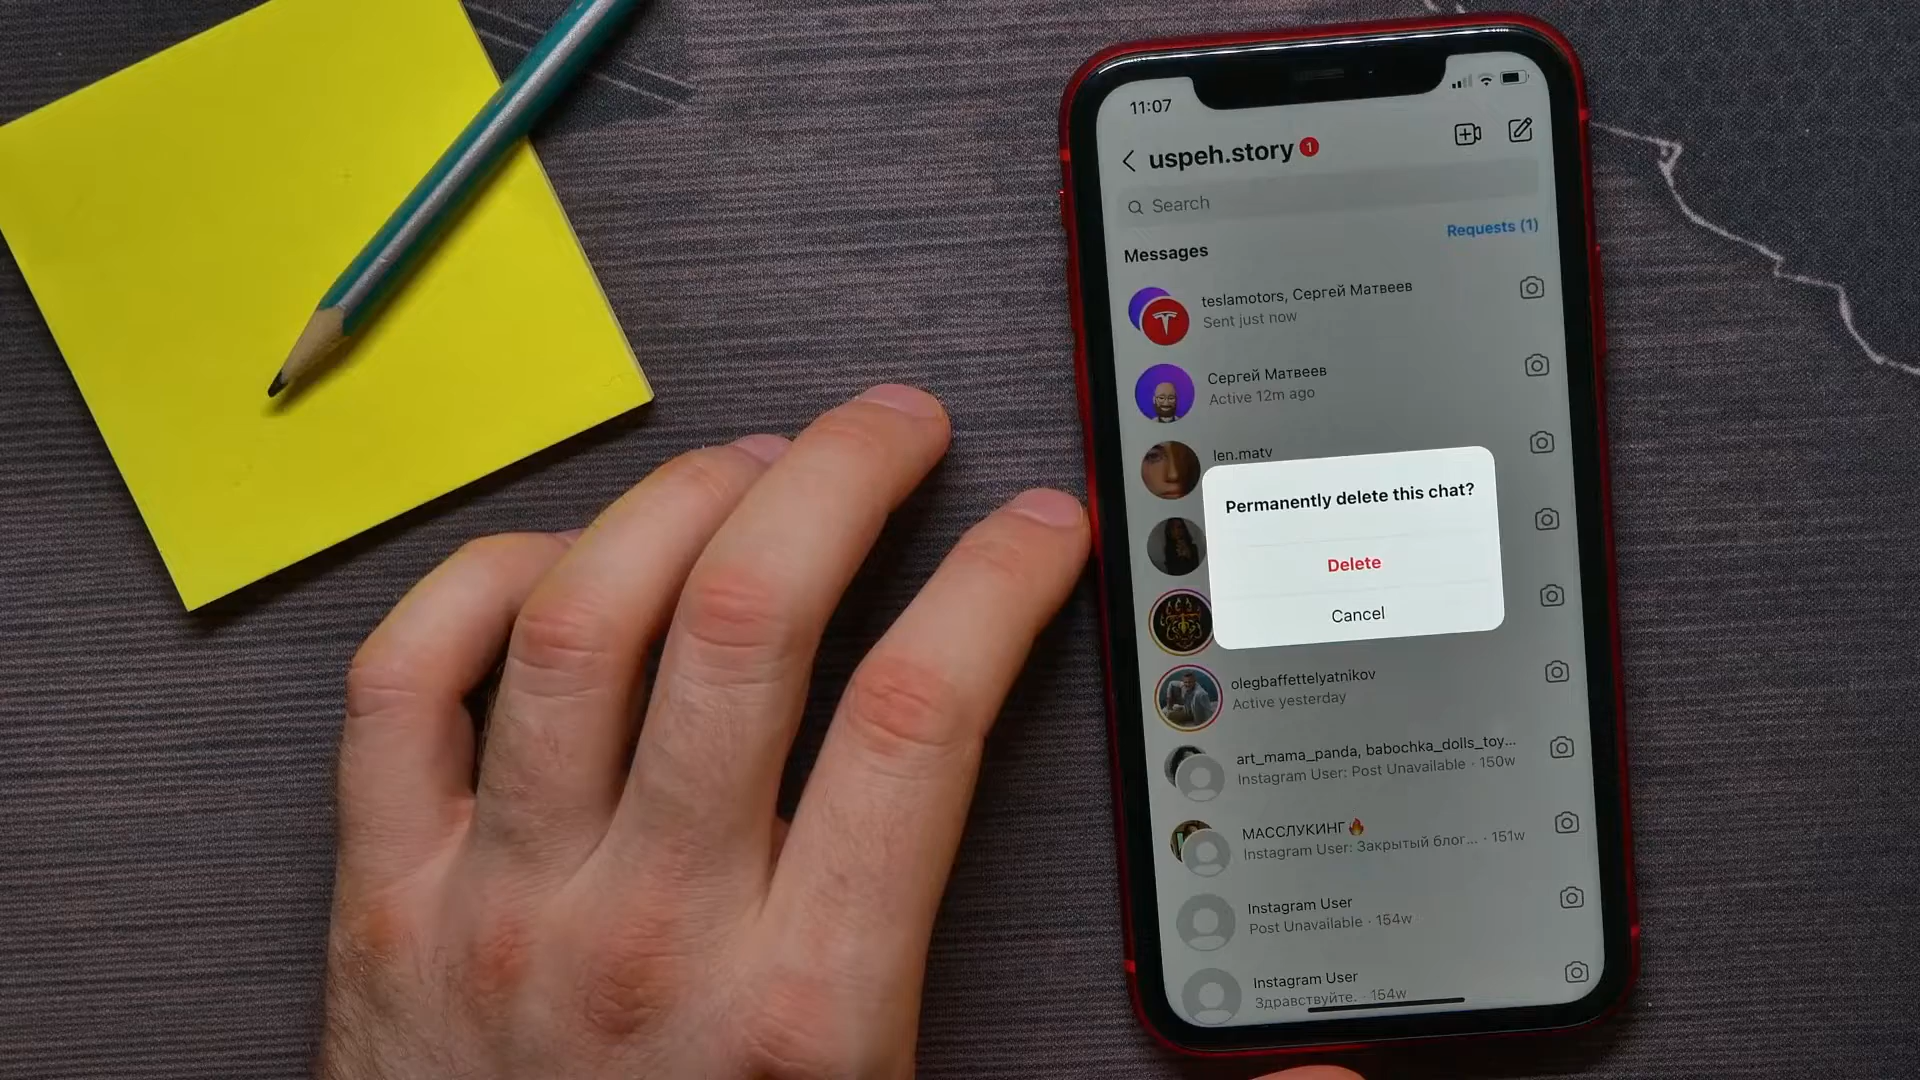 11:07
uspeh.story 1
Search
Requests (1)
Messages
teslamotors, Сергей Матвеев
Sent just now
Сергей Матвеев
Active 12m ago
len.matv
Permanently delete this chat?
Delete
Cancel
olegbaffettelyatnikov
Active yesterday
art_mama_panda, babochka_dolls_toy...
Instagram User: Post Unavailable · 150w
МАССЛУКИНГ🔥
Instagram User: Закрытый блог... · 151w
Instagram User
Post Unavailable · 154w
Instagram User
Здравствуйте. · 154w